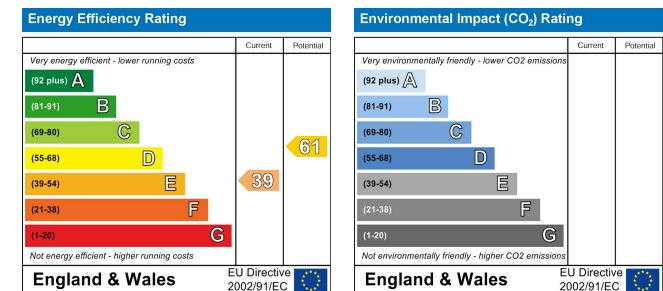 Energy Efficiency Rating
Current Potential
Very energy efficient - lower running costs
(92 plus) A
(81-91) B
(69-80) C
(55-68) D
(39-54) E
(21-38) F
(1-20) G
61
39
Not energy efficient - higher running costs
England & Wales
EU Directive
2002/91/EC
Environmental Impact (CO₂) Rating
Current Potential
Very environmentally friendly - lower CO2 emissions
(92 plus) A
(81-91) B
(69-80) C
(55-68) D
(39-54) E
(21-38) F
(1-20) G
Not environmentally friendly - higher CO2 emissions
England & Wales
EU Directive
2002/91/EC